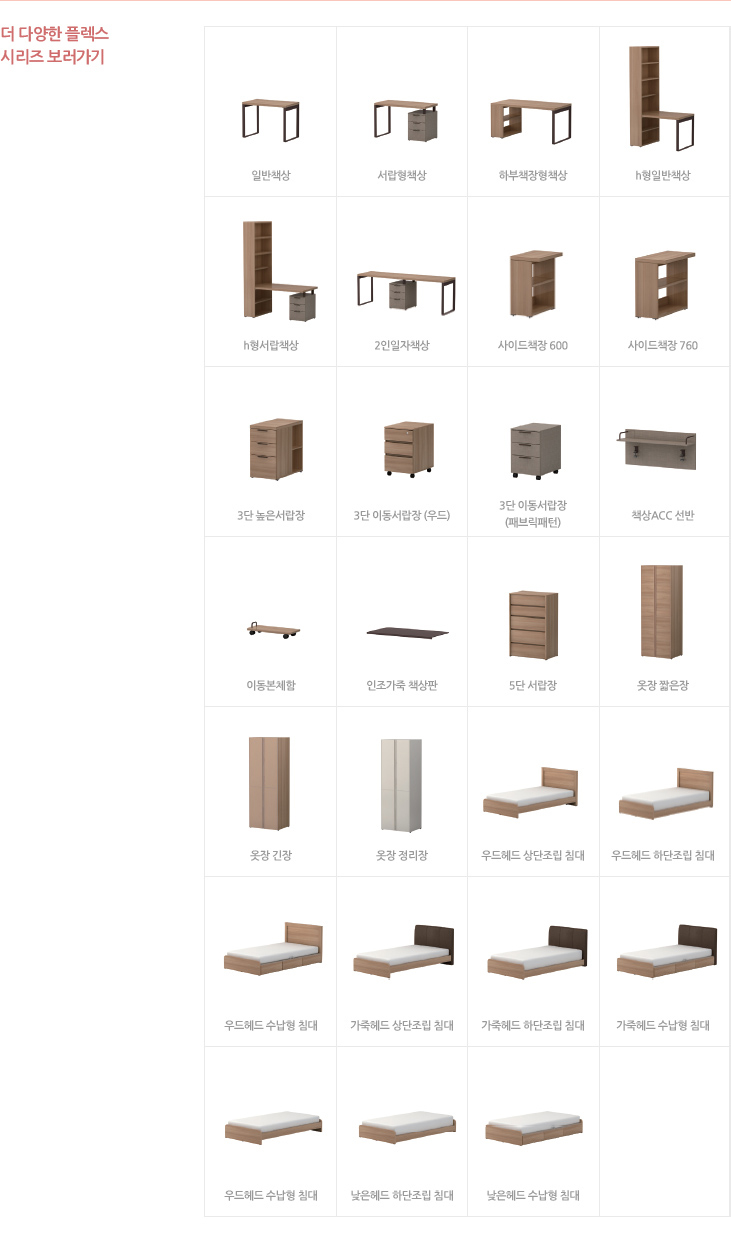 더 다양한 플렉스
시리즈 보러가기
일반책상
서랍형책상
하부책장형책상
h형일반책상
h형서랍책상
2인일자책상
사이드책장 600
사이드책장 760
3단 높은서랍장
3단 이동서랍장 (우드)
3단 이동서랍장
(패브릭패턴)
책상ACC 선반
이동본체함
인조가죽 책상판
5단 서랍장
옷장 짧은장
옷장 긴장
옷장 정리장
우드헤드 상단조립 침대
우드헤드 하단조립 침대
우드헤드 수납형 침대
가죽헤드 상단조립 침대
가죽헤드 하단조립 침대
가죽헤드 수납형 침대
우드헤드 수납형 침대
낮은헤드 하단조립 침대
낮은헤드 수납형 침대